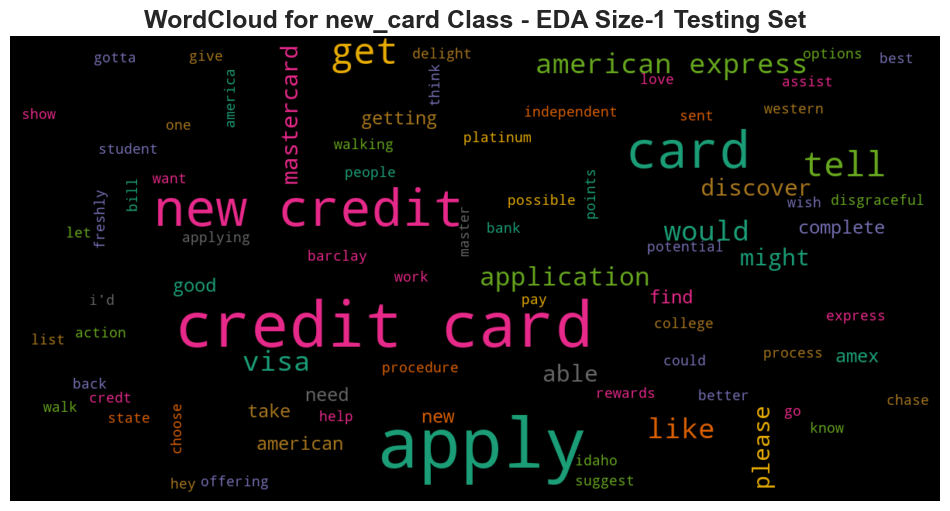 WordCloud for new_card Class - EDA Size-1 Testing Set
gotta
give
america
mastercard
get
delight
think
american express
options
best
love
assist
show
one
getting
independent
sent
western
platinum
student
walking
card
tell
people
want
bill
freshly
new credit
possible
points
discover
wish
disgraceful
let
applying
master
bank
would
complete
potential
might
barclay
work
application
good
i'd
pay
find
express
credit card
college
list
action
visa
procedure
able
could
process
amex
back
credt
need
rewards
better
chase
walk
state
choose
take
help
new
like
please
go
know
american
apply
idaho
suggest
hey
offering